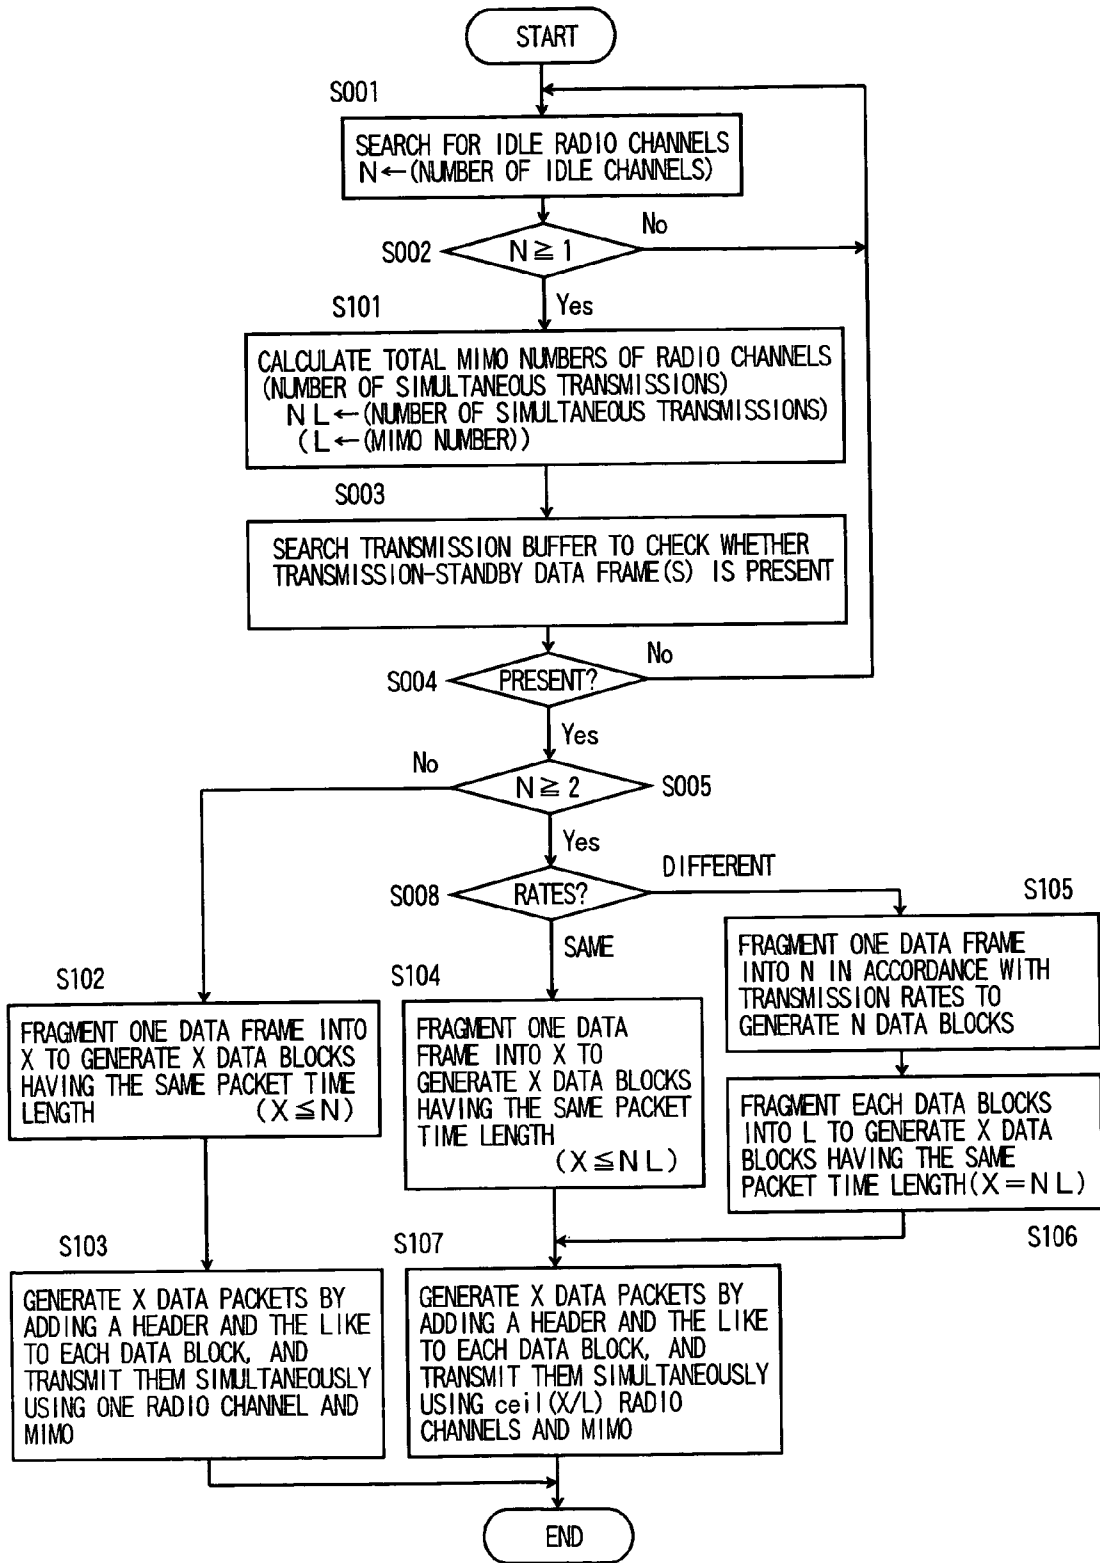 START
S001
SEARCH FOR IDLE RADIO CHANNELS
N←(NUMBER OF IDLE CHANNELS)
No
S002
N≧1
Yes
S101
CALCULATE TOTAL MIMO NUMBERS OF RADIO CHANNELS
(NUMBER OF SIMULTANEOUS TRANSMISSIONS)
NL←(NUMBER OF SIMULTANEOUS TRANSMISSIONS)
(L←(MIMO NUMBER))
S003
SEARCH TRANSMISSION BUFFER TO CHECK WHETHER
TRANSMISSION-STANDBY DATA FRAME(S) IS PRESENT
No
S004
PRESENT?
Yes
No
N≧2
S005
Yes
DIFFERENT
S008
RATES?
SAME
S105
FRAGMENT ONE DATA FRAME
INTO N IN ACCORDANCE WITH
TRANSMISSION RATES TO
GENERATE N DATA BLOCKS
S102
FRAGMENT ONE DATA FRAME INTO
X TO GENERATE X DATA BLOCKS
HAVING THE SAME PACKET TIME
LENGTH (X≦N)
S104
FRAGMENT ONE DATA
FRAME INTO X TO
GENERATE X DATA BLOCKS
HAVING THE SAME PACKET
TIME LENGTH
(X≦NL)
FRAGMENT EACH DATA BLOCKS
INTO L TO GENERATE X DATA
BLOCKS HAVING THE SAME
PACKET TIME LENGTH(X=NL)
S106
S103
GENERATE X DATA PACKETS BY
ADDING A HEADER AND THE LIKE
TO EACH DATA BLOCK, AND
TRANSMIT THEM SIMULTANEOUSLY
USING ONE RADIO CHANNEL AND
MIMO
S107
GENERATE X DATA PACKETS BY
ADDING A HEADER AND THE LIKE
TO EACH DATA BLOCK, AND
TRANSMIT THEM SIMULTANEOUSLY
USING ceil(X/L) RADIO
CHANNELS AND MIMO
END